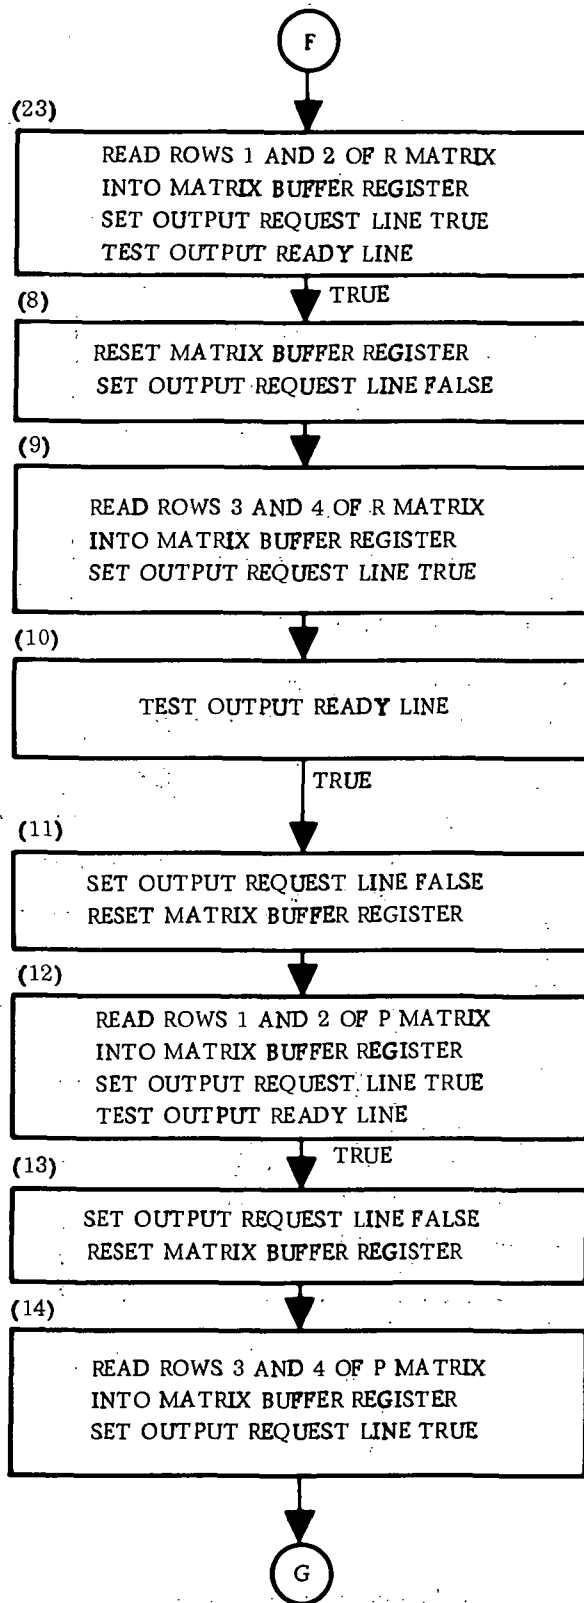 F
(23)
READ ROWS 1 AND 2 OF R MATRIX
INTO MATRIX BUFFER REGISTER
SET OUTPUT REQUEST LINE TRUE
TEST OUTPUT READY LINE
TRUE
(8)
RESET MATRIX BUFFER REGISTER
SET OUTPUT REQUEST LINE FALSE
(9)
READ ROWS 3 AND 4 OF R MATRIX
INTO MATRIX BUFFER REGISTER
SET OUTPUT REQUEST LINE TRUE
(10)
TEST OUTPUT READY LINE
TRUE
(11)
SET OUTPUT REQUEST LINE FALSE
RESET MATRIX BUFFER REGISTER
(12)
READ ROWS 1 AND 2 OF P MATRIX
INTO MATRIX BUFFER REGISTER
SET OUTPUT REQUEST LINE TRUE
TEST OUTPUT READY LINE
TRUE
(13)
SET OUTPUT REQUEST LINE FALSE
RESET MATRIX BUFFER REGISTER
(14)
READ ROWS 3 AND 4 OF P MATRIX
INTO MATRIX BUFFER REGISTER
SET OUTPUT REQUEST LINE TRUE
G